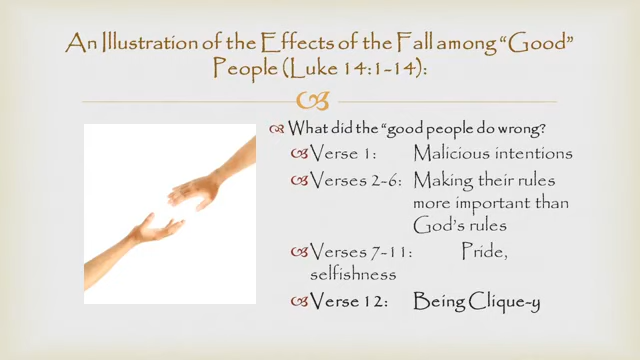 An Illustration of the Effects of the Fall among “Good”
People (Luke 14:1-14):
What did the “good people do wrong?
Verse 1: Malicious intentions
Verses 2-6: Making their rules
more important than
God’s rules
Verses 7-11: Pride,
selfishness
Verse 12: Being Clique-y